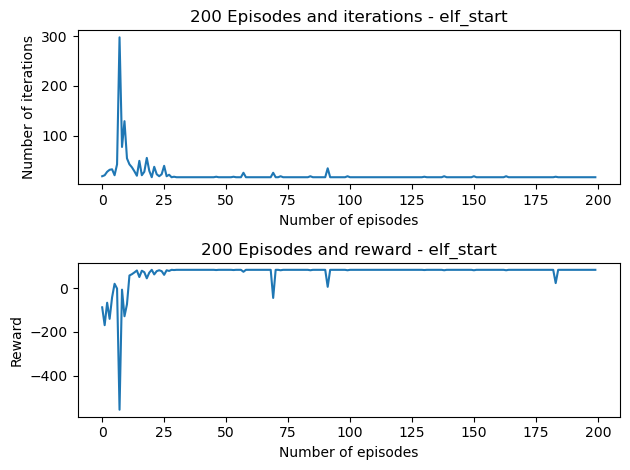 200 Episodes and iterations - elf_start
300
200
100
Number of iterations
0 25 50 75 100 125 150 175 200
Number of episodes
200 Episodes and reward - elf_start
0
−200
−400
Reward
0 25 50 75 100 125 150 175 200
Number of episodes